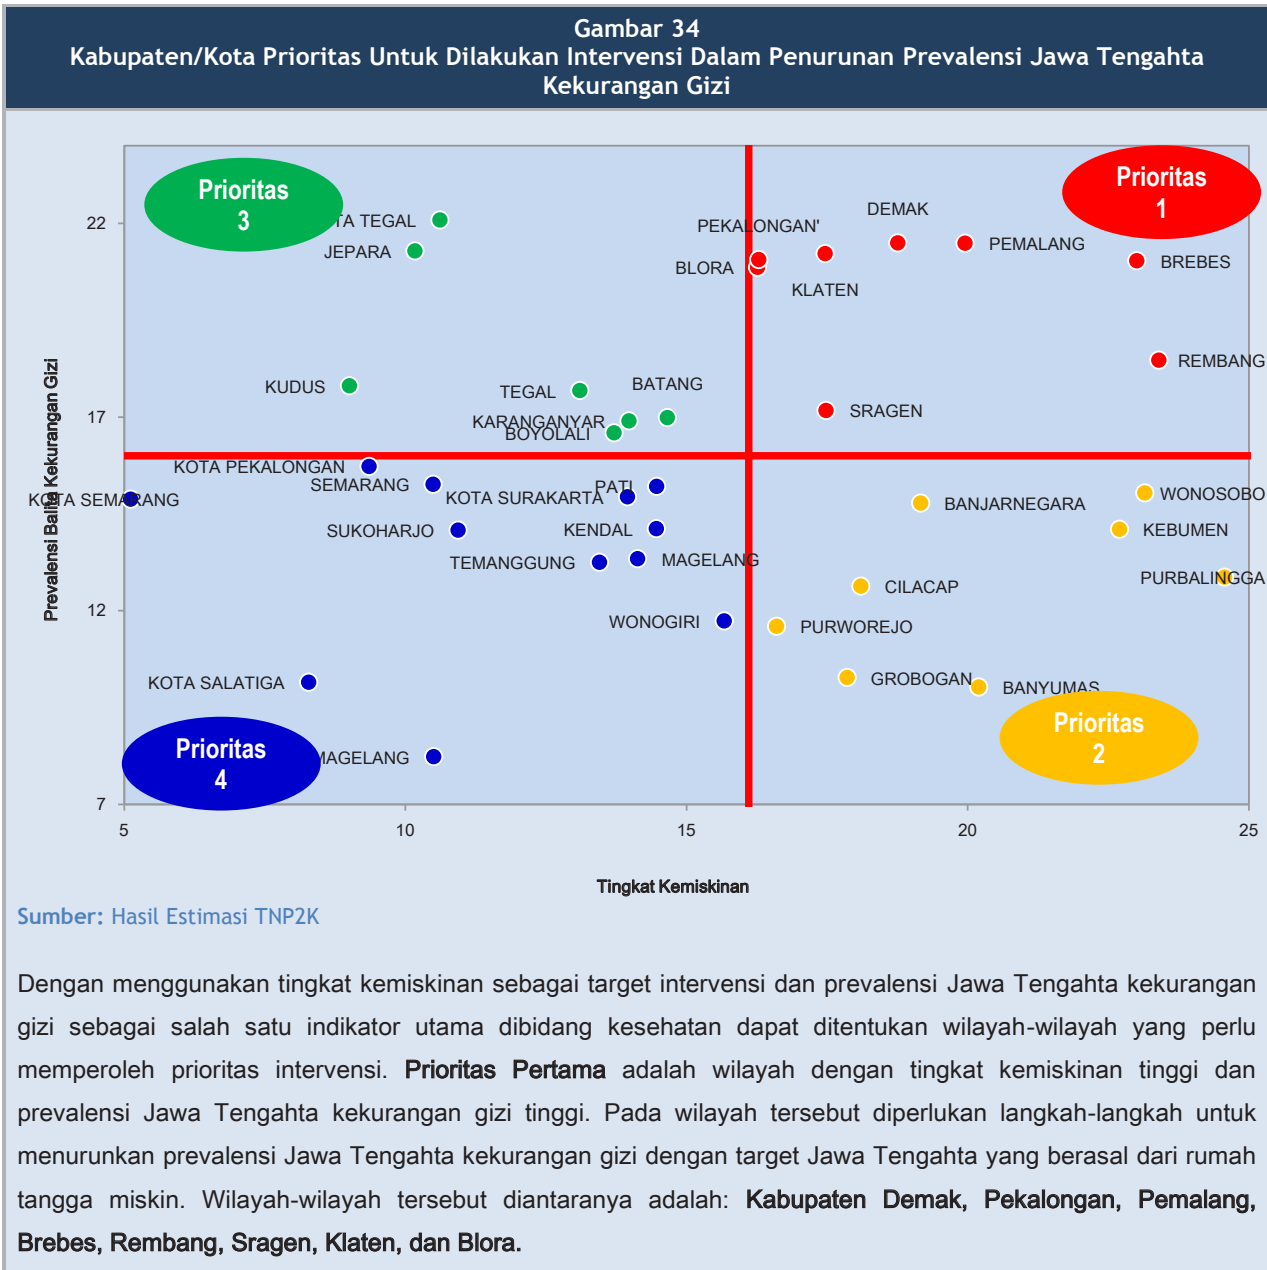 Gambar 34
Kabupaten/Kota Prioritas Untuk Dilakukan Intervensi Dalam Penurunan Prevalensi Jawa Tengahta
Kekurangan Gizi
Prioritas
3
Prioritas
1
TA TEGAL
JEPARA
PEKALONGAN'
DEMAK
BLORA
KLATEN
PEMALANG
BREBES
REMBANG
KUDUS
TEGAL
BATANG
KARANGANYAR
BOYOLALI
SRAGEN
KOTA PEKALONGAN
SEMARANG
KOTA SEMARANG
PATI
KOTA SURAKARTA
SUKOHARJO
KENDAL
TEMANGGUNG
MAGELANG
WONOGIRI
KOTA SALATIGA
MAGELANG
BANJARNEGARA
WONOSOBO
KEBUMEN
PURBALINGGA
CILACAP
PURWOREJO
GROBOGAN
BANYUMAS
Prioritas
4
Prioritas
2
22
17
12
7
5
10
15
20
25
Prevalensi Balita Kekurangan Gizi
Tingkat Kemiskinan
Sumber: Hasil Estimasi TNP2K
Dengan menggunakan tingkat kemiskinan sebagai target intervensi dan prevalensi Jawa Tengahta kekurangan
gizi sebagai salah satu indikator utama dibidang kesehatan dapat ditentukan wilayah-wilayah yang perlu
memperoleh prioritas intervensi. Prioritas Pertama adalah wilayah dengan tingkat kemiskinan tinggi dan
prevalensi Jawa Tengahta kekurangan gizi tinggi. Pada wilayah tersebut diperlukan langkah-langkah untuk
menurunkan prevalensi Jawa Tengahta kekurangan gizi dengan target Jawa Tengahta yang berasal dari rumah
tangga miskin. Wilayah-wilayah tersebut diantaranya adalah: Kabupaten Demak, Pekalongan, Pemalang,
Brebes, Rembang, Sragen, Klaten, dan Blora.